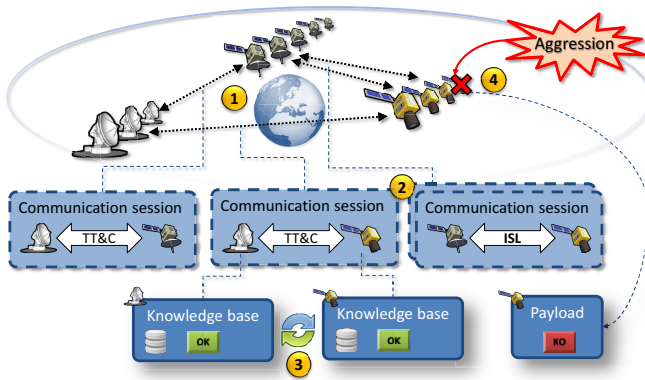 Aggression
4
1
2
Communication session
TT&C
Communication session
TT&C
Communication session
ISL
Knowledge base
OK
3
Knowledge base
OK
Payload
KO